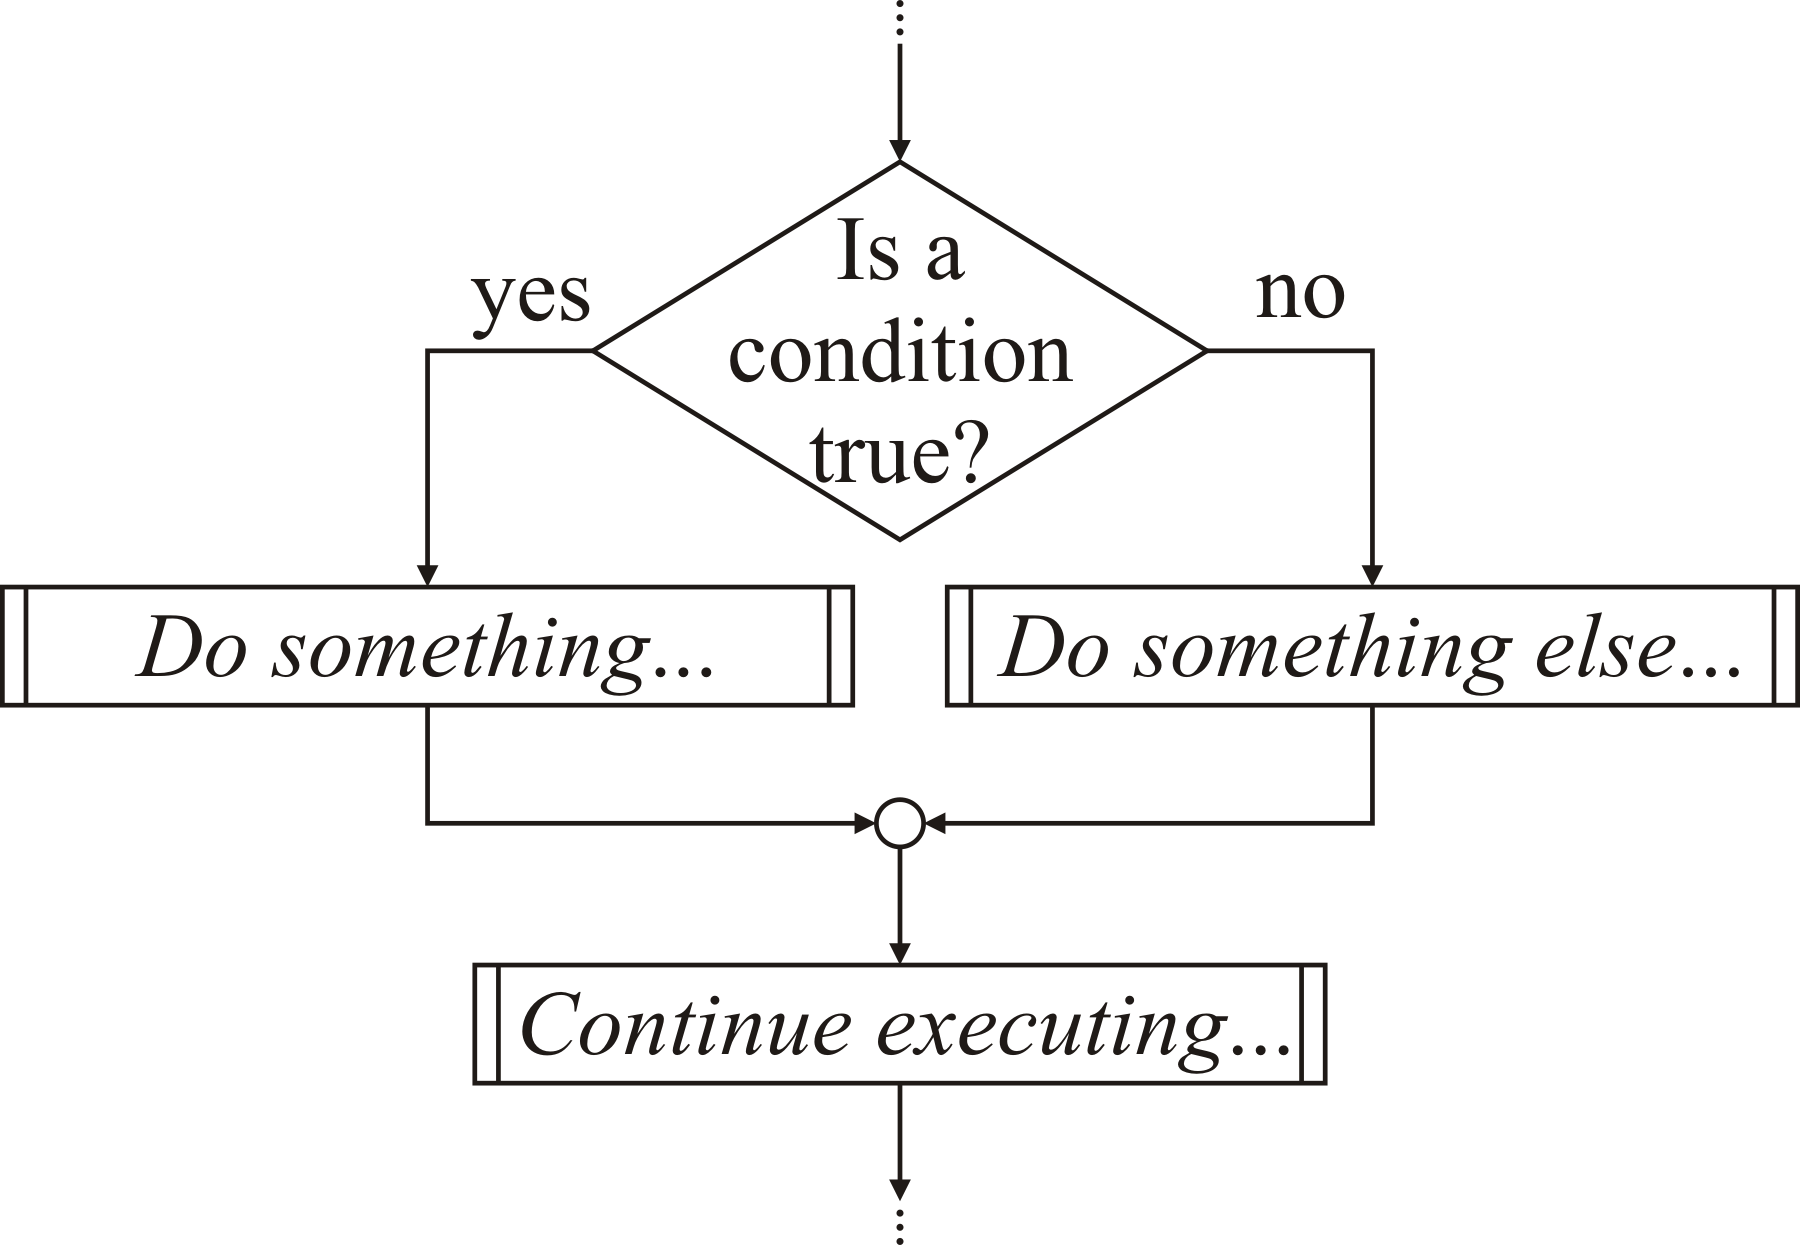 Is a
condition
true?
yes
no
Do something...
Do something else...
Continue executing...